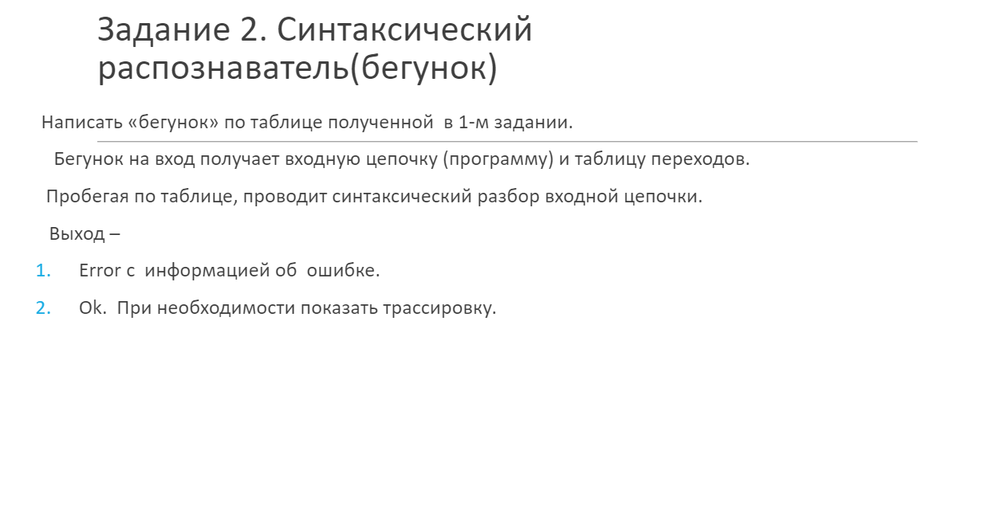 Задание 2. Синтаксический
распознаватель(бегунок)
Написать «бегунок» по таблице полученной в 1-м задании.
Бегунок на вход получает входную цепочку (программу) и таблицу переходов.
Пробегая по таблице, проводит синтаксический разбор входной цепочки.
Выход –
1. Error с информацией об ошибке.
2. Ok. При необходимости показать трассировку.